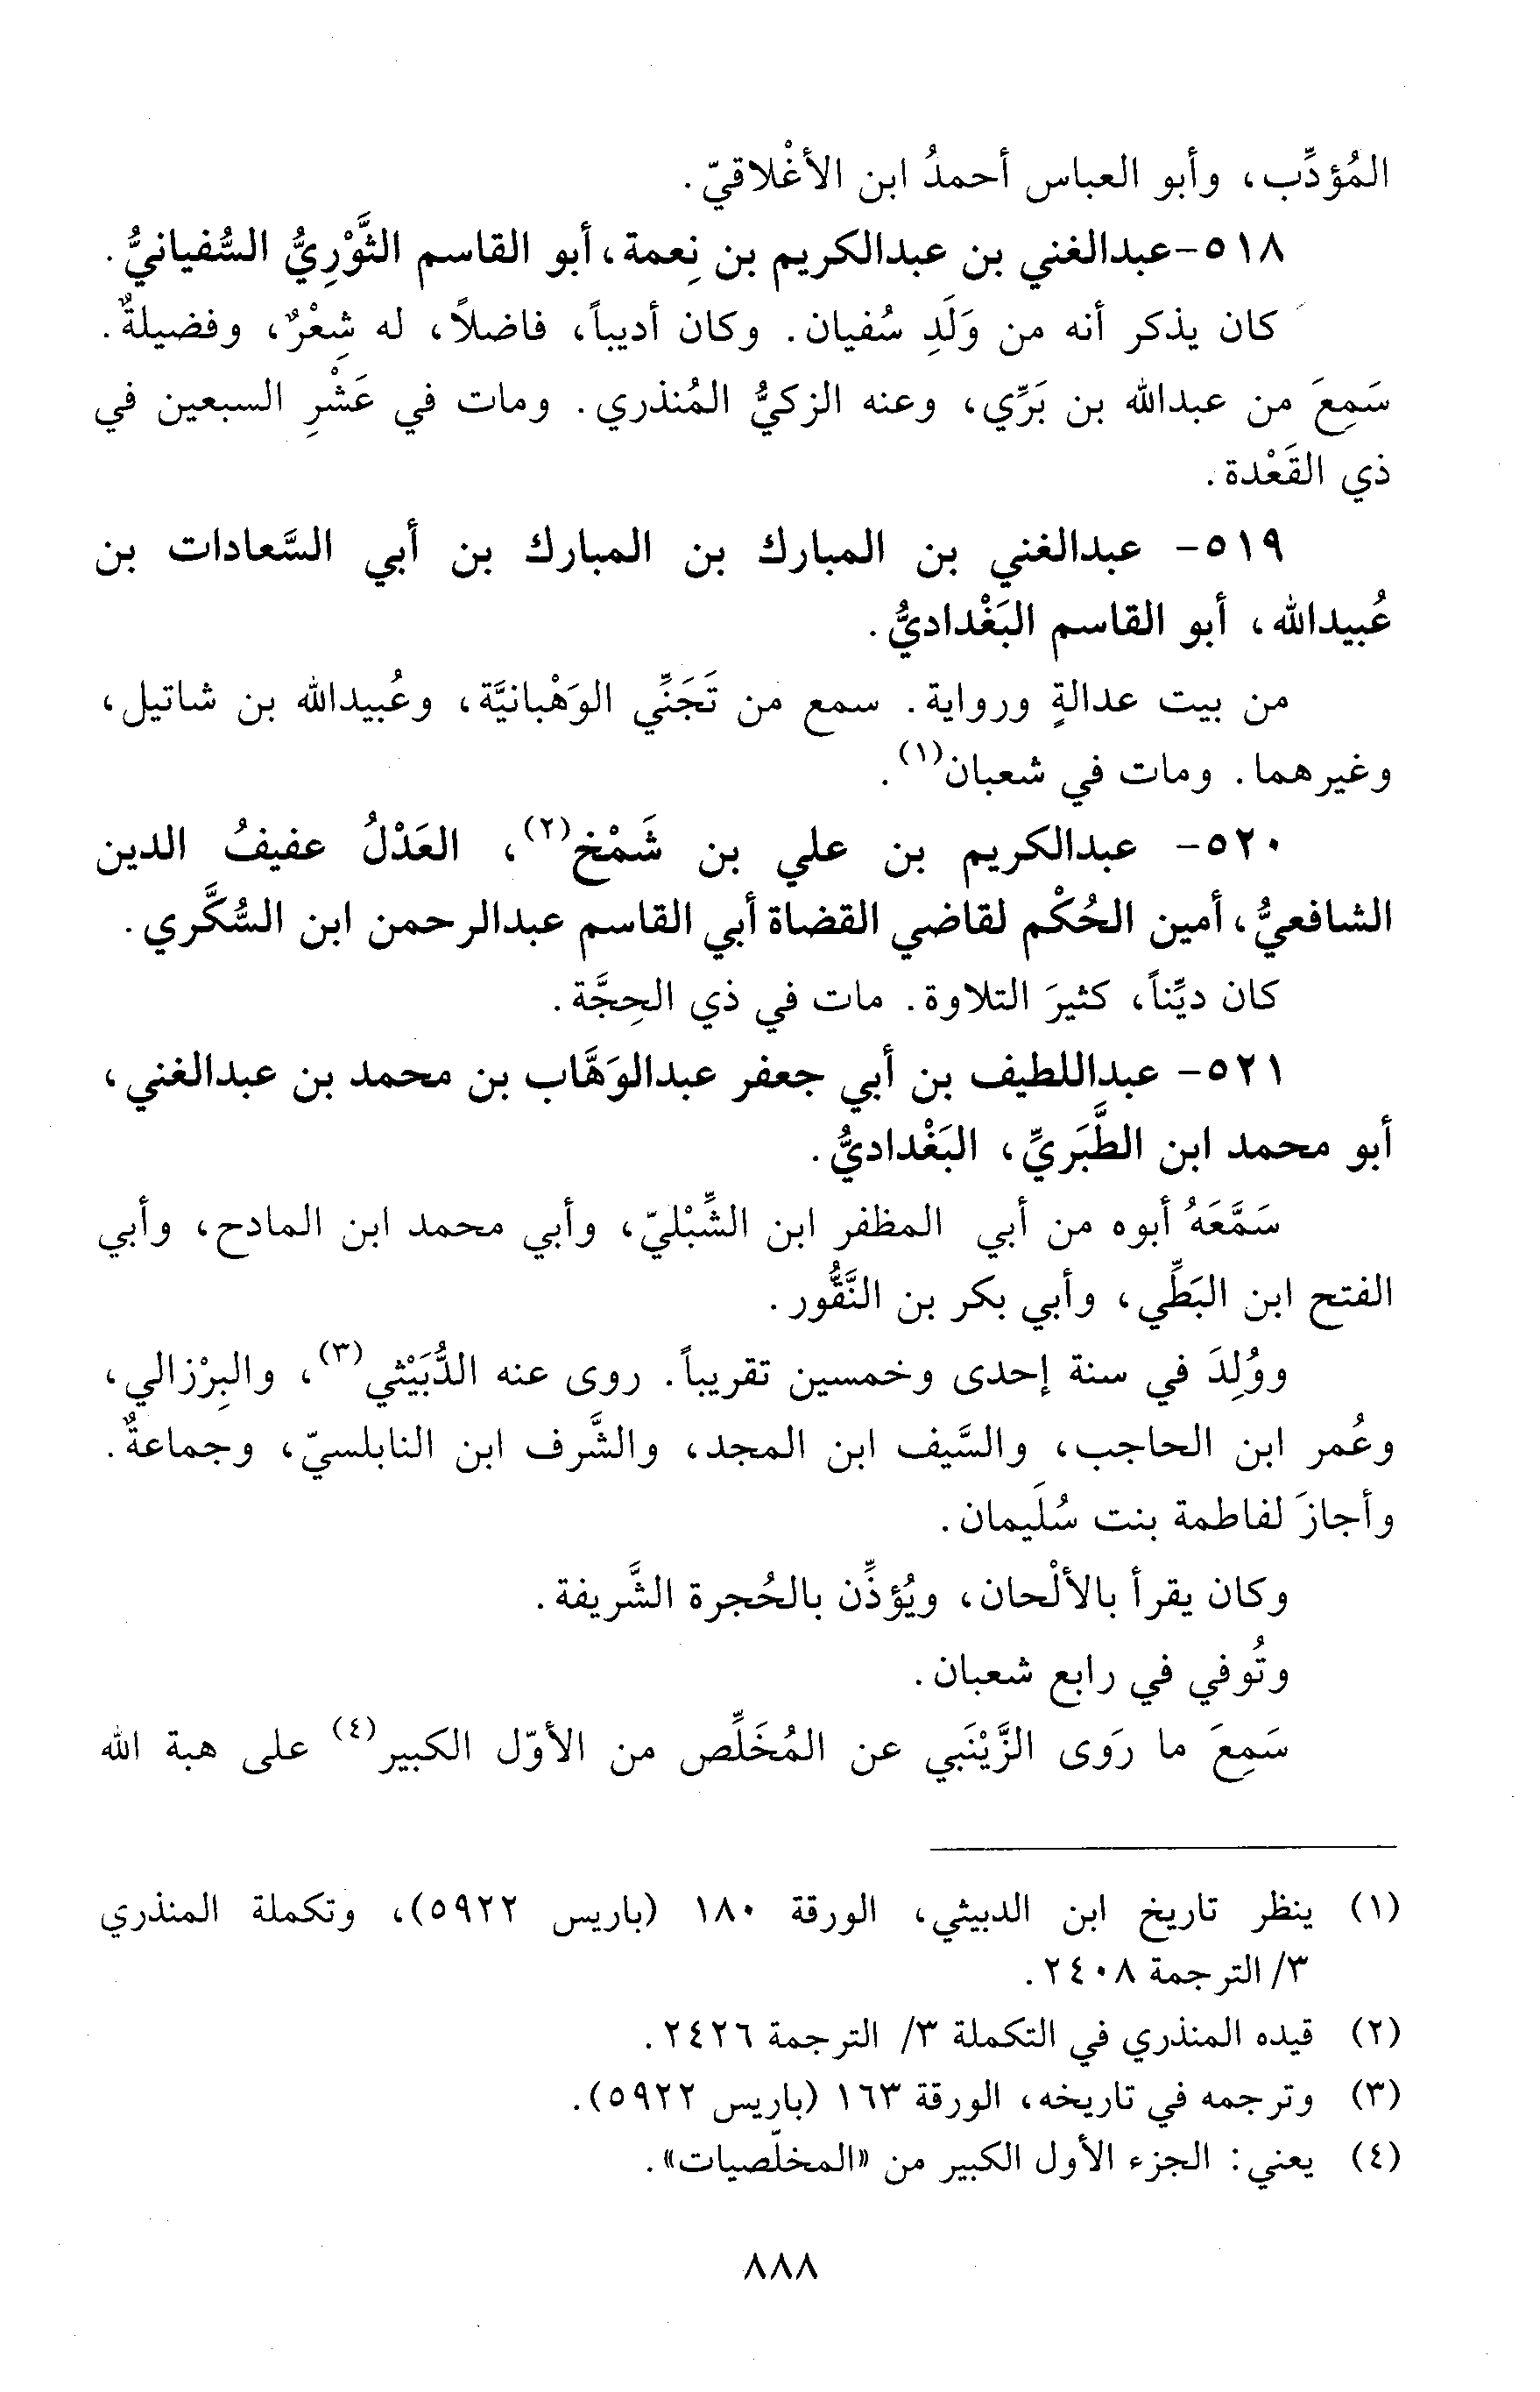 المُؤدِّب، وأبو العباس أحمدُ ابن الأغْلاقيّ.
٥١٨-عبدالغني بن عبدالكريم بن نِعمة، أبو القاسم الثَّوْرِيُّ السُّفيانيُّ.
كان يذكر أنه من وَلَدِ سُفيان. وكان أديباً، فاضلاً، له شِعْرٌ، وفضيلةٌ.
سَمِعَ من عبدالله بن بَرِّي، وعنه الزكيُّ المُنذري. ومات في عَشْرِ السبعين في
ذي القَعْدة.
٥١٩- عبدالغني بن المبارك بن المبارك بن أبي السَّعادات بن
عُبيدالله، أبو القاسم البَغْداديُّ.
من بيت عدالةٍ ورواية. سمع من تَجَنِّي الوَهْبانيَّة، وعُبيدالله بن شاتيل،
وغيرهما. ومات في شعبان(١).
٥٢٠- عبدالكريم بن علي بن شَمْخ(٢)، العَدْلُ عفيفُ الدين
الشافعيُّ، أمين الحُكْم لقاضي القضاة أبي القاسم عبدالرحمن ابن السُّكَّري.
كان ديِّناً، كثيرَ التلاوة. مات في ذي الحِجَّة.
٥٢١- عبداللطيف بن أبي جعفر عبدالوَهَّاب بن محمد بن عبدالغني،
أبو محمد ابن الطَّبَريِّ، البَغْداديُّ.
سَمَّعَهُ أبوه من أبي المظفر ابن الشِّبْليّ، وأبي محمد ابن المادح، وأبي
الفتح ابن البَطِّي، وأبي بكر بن النَّقُّور.
ووُلِدَ في سنة إحدى وخمسين تقريباً. روى عنه الدُّبَيْثي(٣)، والبِرْزالي،
وعُمر ابن الحاجب، والسَّيف ابن المجد، والشَّرف ابن النابلسيّ، وجماعةٌ.
وأجازَ لفاطمة بنت سُلَيمان.
وكان يقرأ بالألْحان، ويُؤذِّن بالحُجرة الشَّريفة.
وتُوفي في رابع شعبان.
سَمِعَ ما رَوى الزَّيْنَبي عن المُخَلِّص من الأوّل الكبير(٤) على هبة الله
(١) ينظر تاريخ ابن الدبيثي، الورقة ١٨٠ (باريس ٥٩٢٢)، وتكملة المنذري
٣/ الترجمة ٢٤٠٨.
(٢) قيده المنذري في التكملة ٣/ الترجمة ٢٤٢٦.
(٣) وترجمه في تاريخه، الورقة ١٦٣ (باريس ٥٩٢٢).
(٤) يعني: الجزء الأول الكبير من «المخلّصيات».
٨٨٨